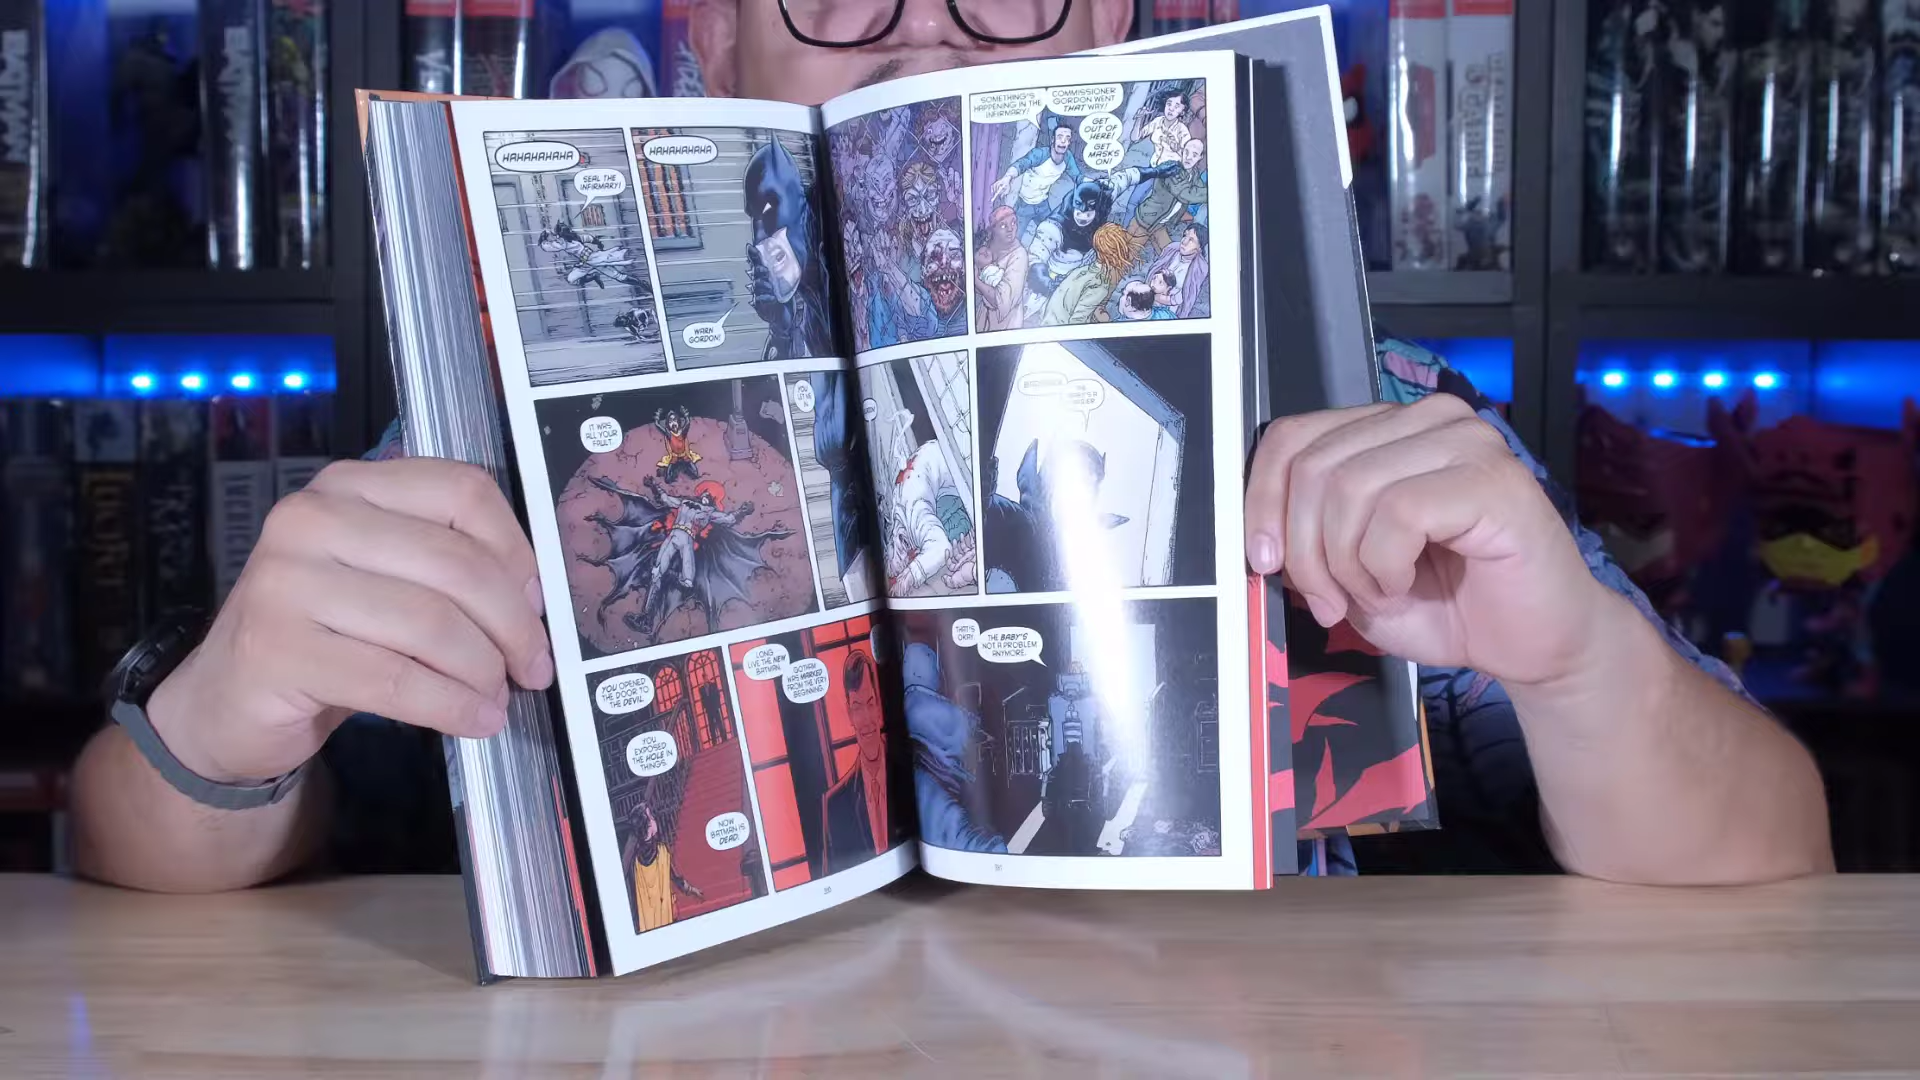 HAHAHAHAHA
SEAL THE
INFIRMARY!
HAHAHAHAHA
WARN
GORDON!
IT WAS
ALL YOUR
FAULT.
YOU
LET ME
IN.
YOU OPENED
THE DOOR TO
THE DEVIL.
YOU
EXPOSED
THE HOLE IN
THINGS.
NOW
BATMAN IS
DEAD.
LONG
LIVE THE NEW
BATMAN.
GOTHAM
WAS MARKED
FROM THE VERY
BEGINNING.
SOMETHING'S
HAPPENING IN THE
INFIRMARY!
COMMISSIONER
GORDON WENT
THAT WAY!
GET
OUT OF
HERE!
GET
MASKS
ON!
THAT'S
OKAY.
THE BABY'S
NOT A PROBLEM
ANYMORE.